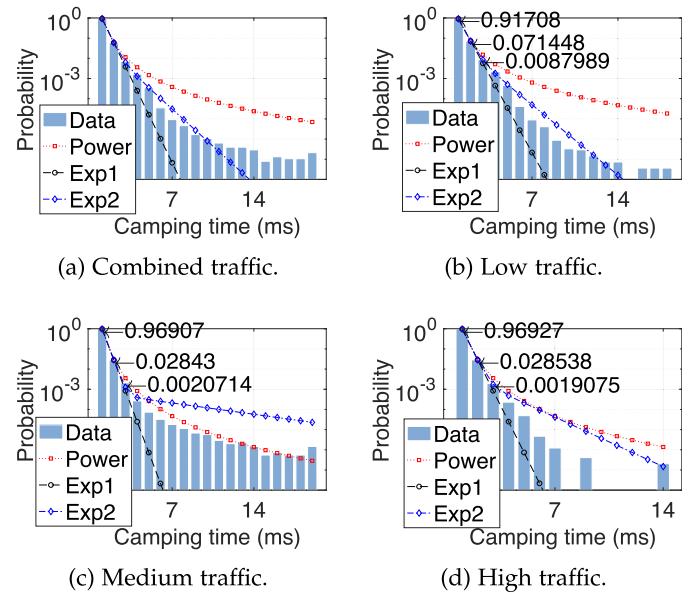 10^0
10^-3
Probability
Data
Power
Exp1
Exp2
7
14
Camping time (ms)
(a) Combined traffic.
10^0
10^-3
Probability
0.91708
0.071448
0.0087989
Data
Power
Exp1
Exp2
7
14
Camping time (ms)
(b) Low traffic.
10^0
10^-3
Probability
0.96907
0.02843
0.0020714
Data
Power
Exp1
Exp2
7
14
Camping time (ms)
(c) Medium traffic.
10^0
10^-3
Probability
0.96927
0.028538
0.0019075
Data
Power
Exp1
Exp2
7
14
Camping time (ms)
(d) High traffic.